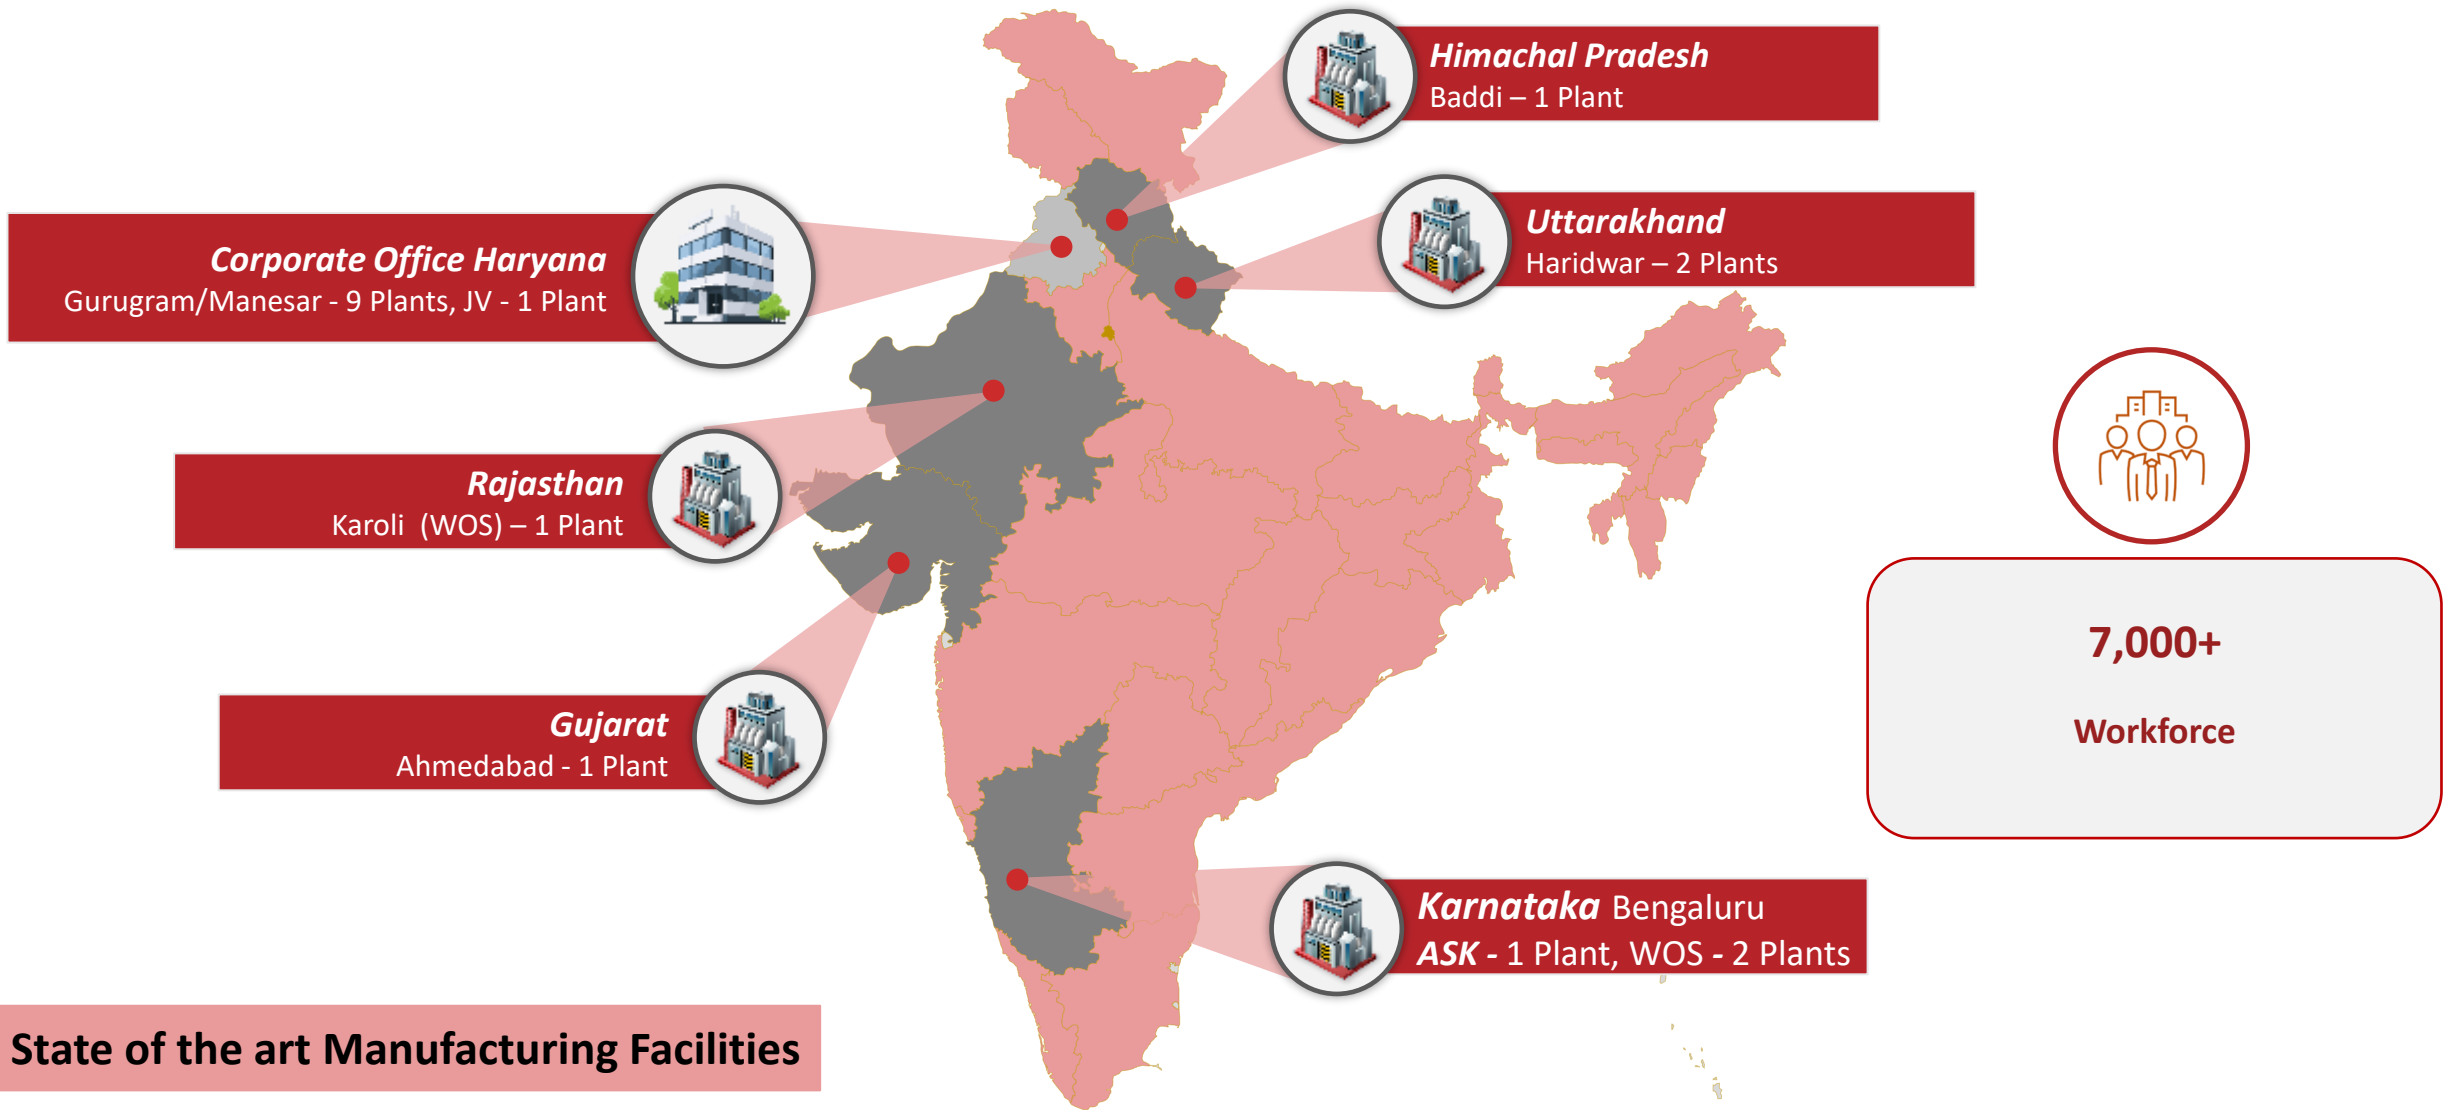 Himachal Pradesh
Baddi – 1 Plant
Corporate Office Haryana
Gurugram/Manesar - 9 Plants, JV - 1 Plant
Uttarakhand
Haridwar – 2 Plants
Rajasthan
Karoli (WOS) – 1 Plant
7,000+
Workforce
Gujarat
Ahmedabad - 1 Plant
Karnataka Bengaluru
ASK - 1 Plant, WOS - 2 Plants
State of the art Manufacturing Facilities